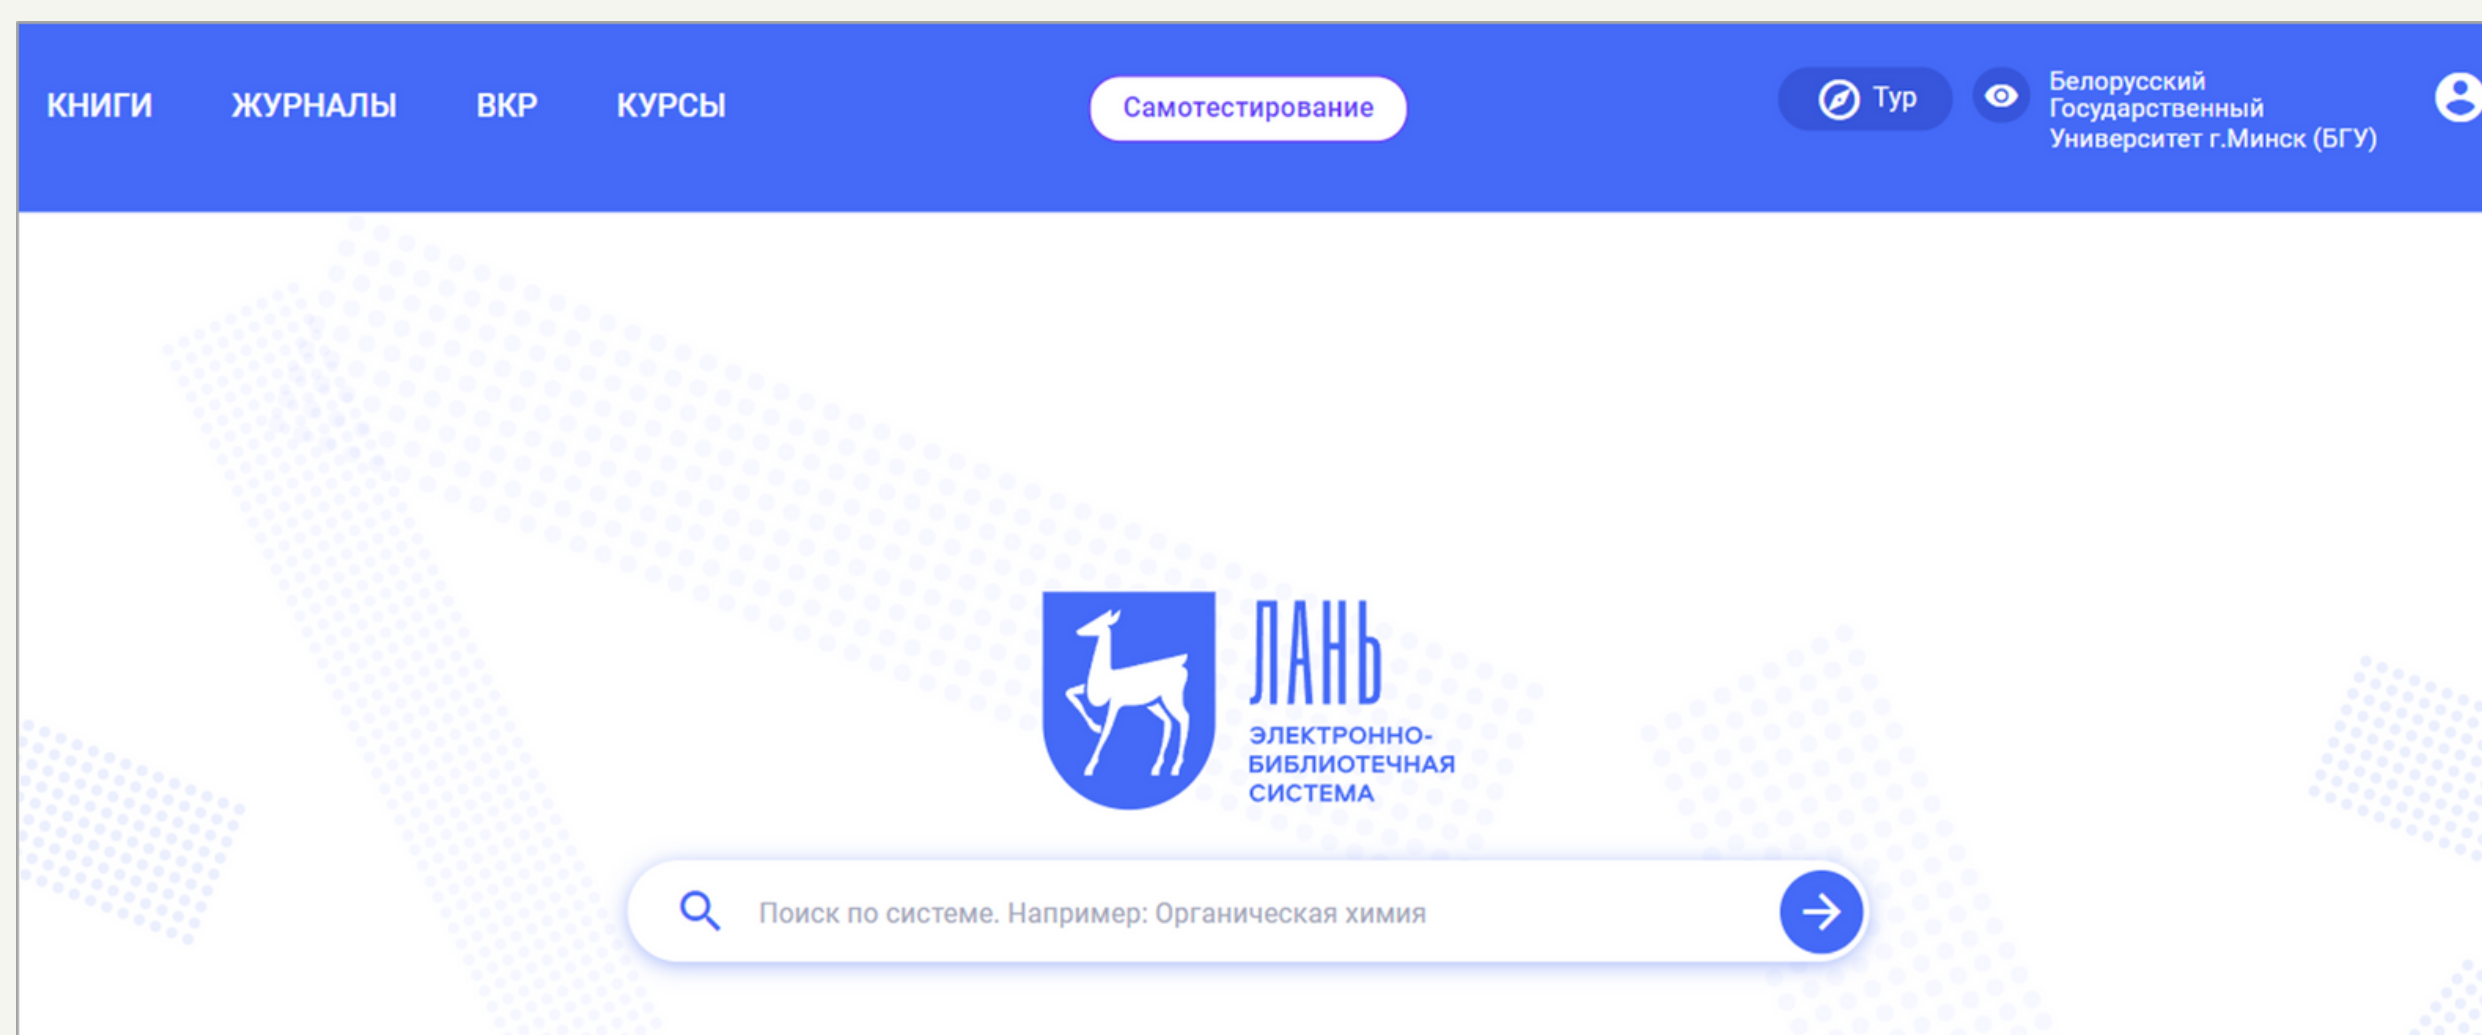 КНИГИ ЖУРНАЛЫ ВКР КУРСЫ
Самотестирование
Тур
Белорусский
Государственный
Университет г.Минск (БГУ)
ЛАНЬ
ЭЛЕКТРОННО-
БИБЛИОТЕЧНАЯ
СИСТЕМА
Поиск по системе. Например: Органическая химия